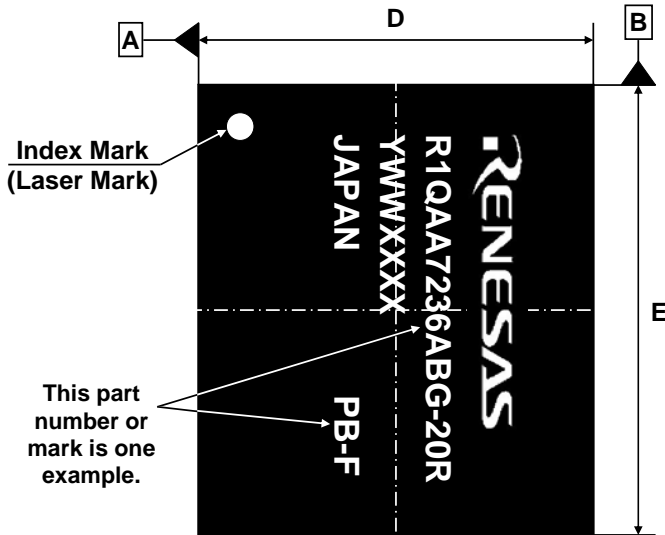 A
D
B
Index Mark
(Laser Mark)
RENESAS
R1QAA7236ABG-20R
YWWXXXX
JAPAN
PB-F
E
This part
number or
mark is one
example.